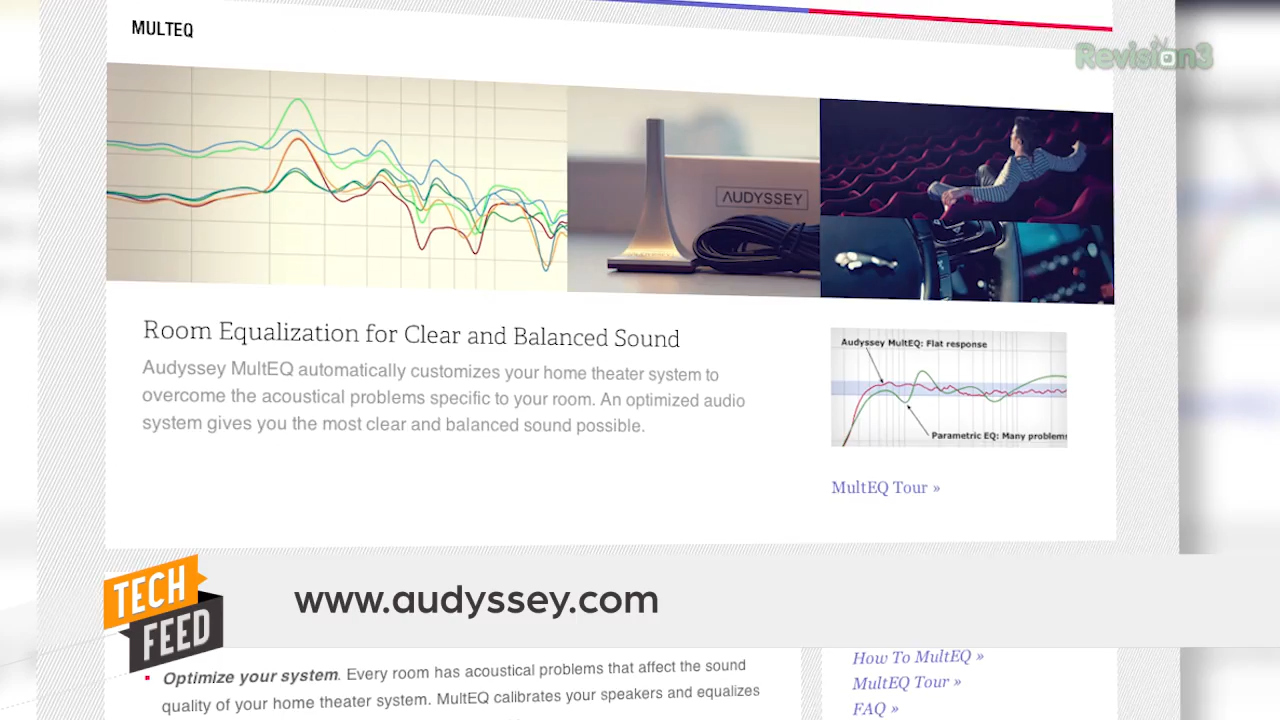 MULTEQ
Revision3
AUDYSSEY
Room Equalization for Clear and Balanced Sound
Audyssey MultEQ automatically customizes your home theater system to
overcome the acoustical problems specific to your room. An optimized audio
system gives you the most clear and balanced sound possible.
Audyssey MultEQ: Flat response
Parametric EQ: Many problems
MultEQ Tour »
TECH
FEED
www.audyssey.com
Optimize your system. Every room has acoustical problems that affect the sound
quality of your home theater system. MultEQ calibrates your speakers and equalizes
How To MultEQ »
MultEQ Tour »
FAQ »